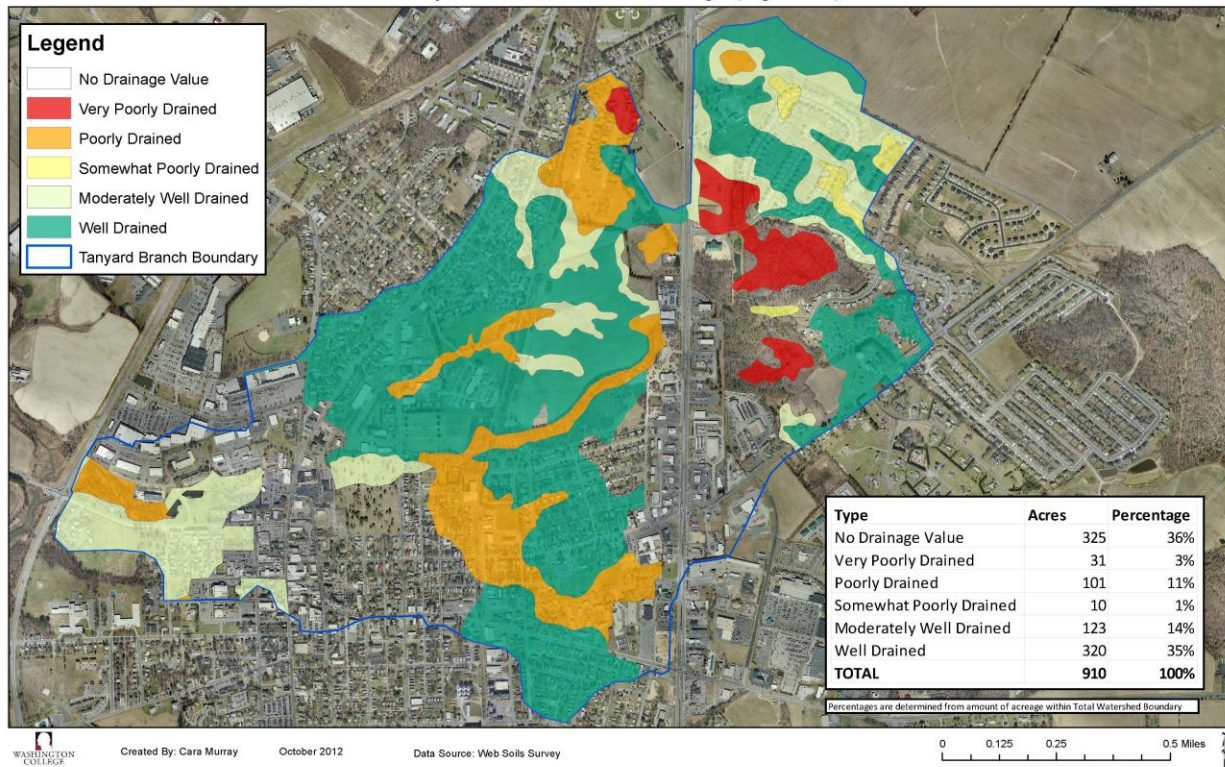 Legend
No Drainage Value
Very Poorly Drained
Poorly Drained
Somewhat Poorly Drained
Moderately Well Drained
Well Drained
Tanyard Branch Boundary
Type Acres Percentage
No Drainage Value 325 36%
Very Poorly Drained 31 3%
Poorly Drained 101 11%
Somewhat Poorly Drained 10 1%
Moderately Well Drained 123 14%
Well Drained 320 35%
TOTAL 910 100%
Percentages are determined from amount of acreage within Total Watershed Boundary
WASHINGTON
COLLEGE
Created By: Cara Murray October 2012 Data Source: Web Soils Survey
0 0.125 0.25 0.5 Miles